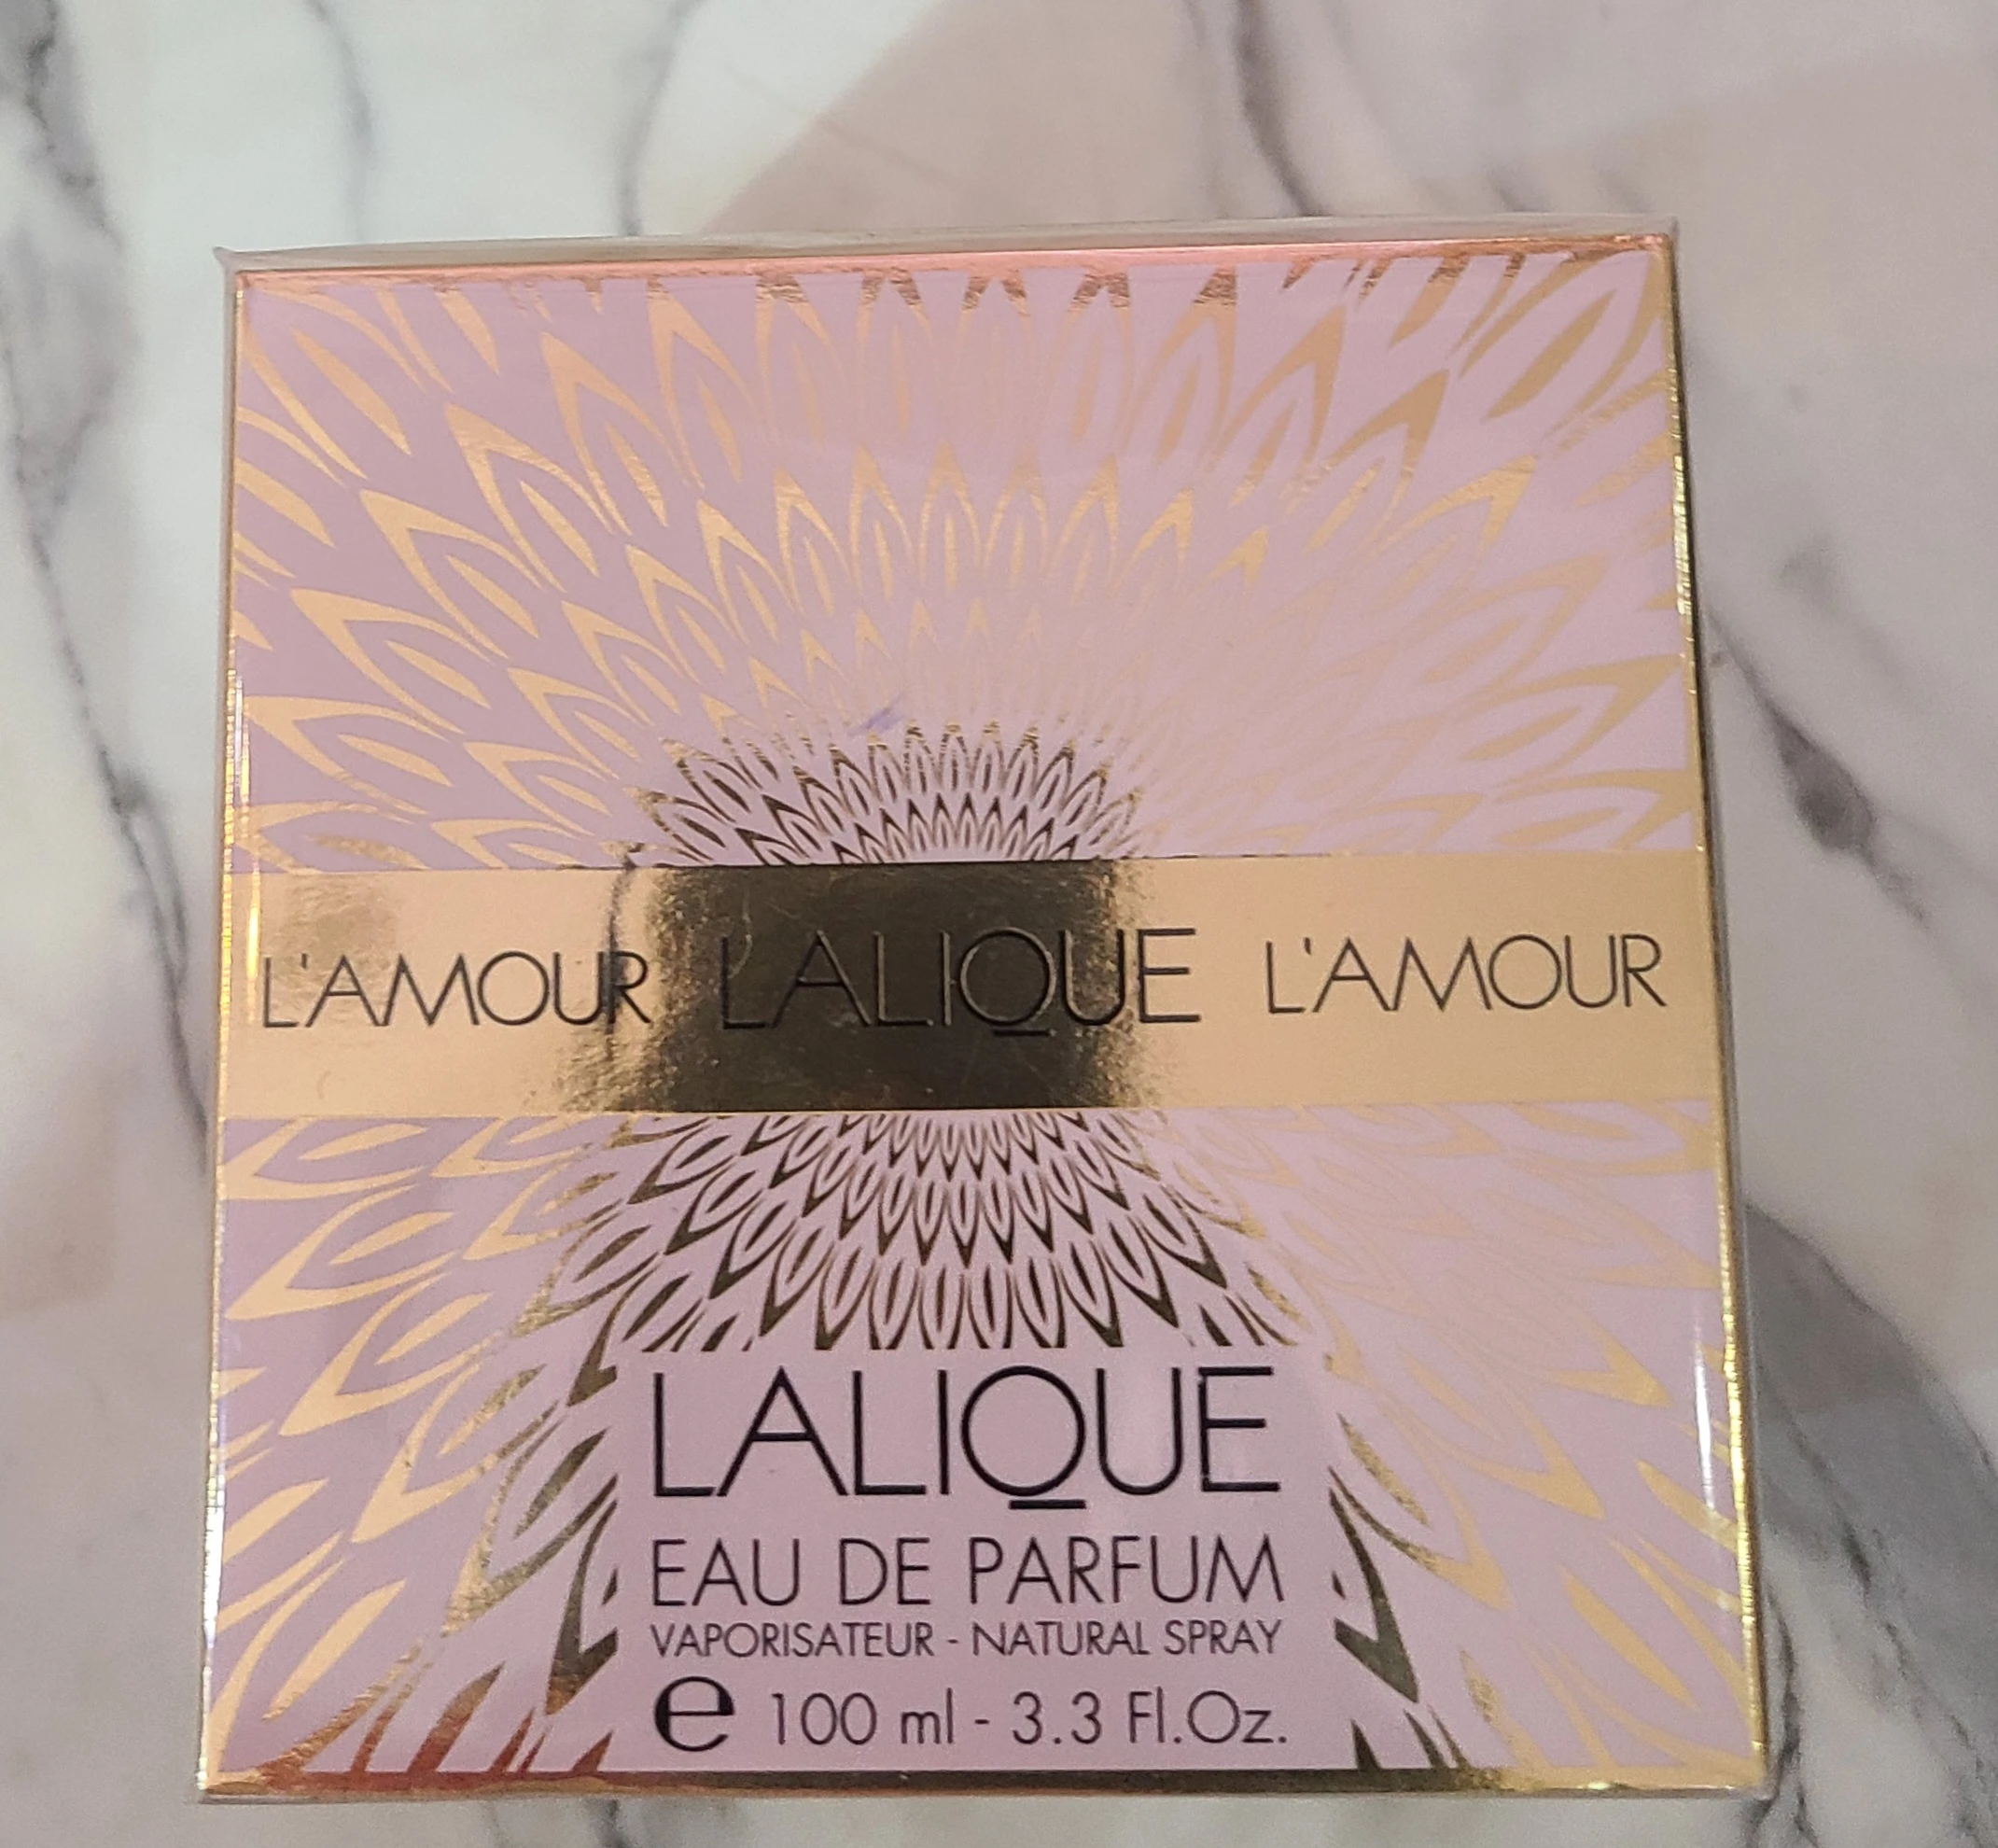 L'AMOUR LALIQUE L'AMOUR
LALIQUE
EAU DE PARFUM
VAPORISATEUR - NATURAL SPRAY
e 100 ml - 3.3 Fl.Oz.